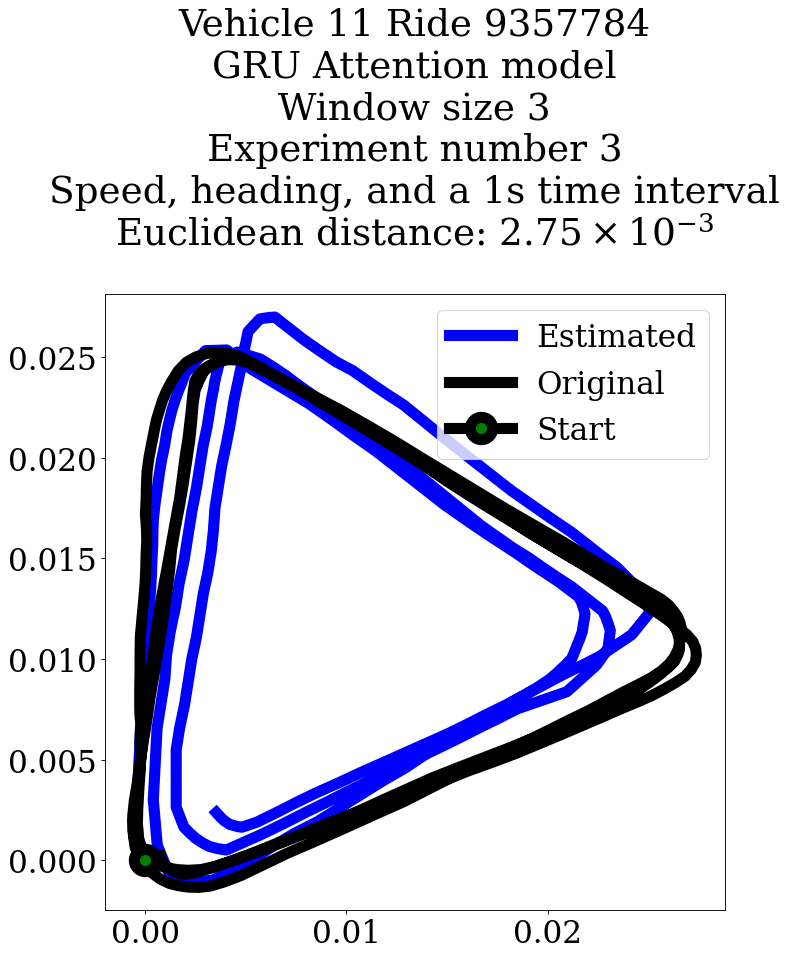 Vehicle 11 Ride 9357784
GRU Attention model
Window size 3
Experiment number 3
Speed, heading, and a 1s time interval
Euclidean distance: 2.75 × 10⁻³
Estimated
Original
Start
0.025
0.020
0.015
0.010
0.005
0.000
0.00 0.01 0.02